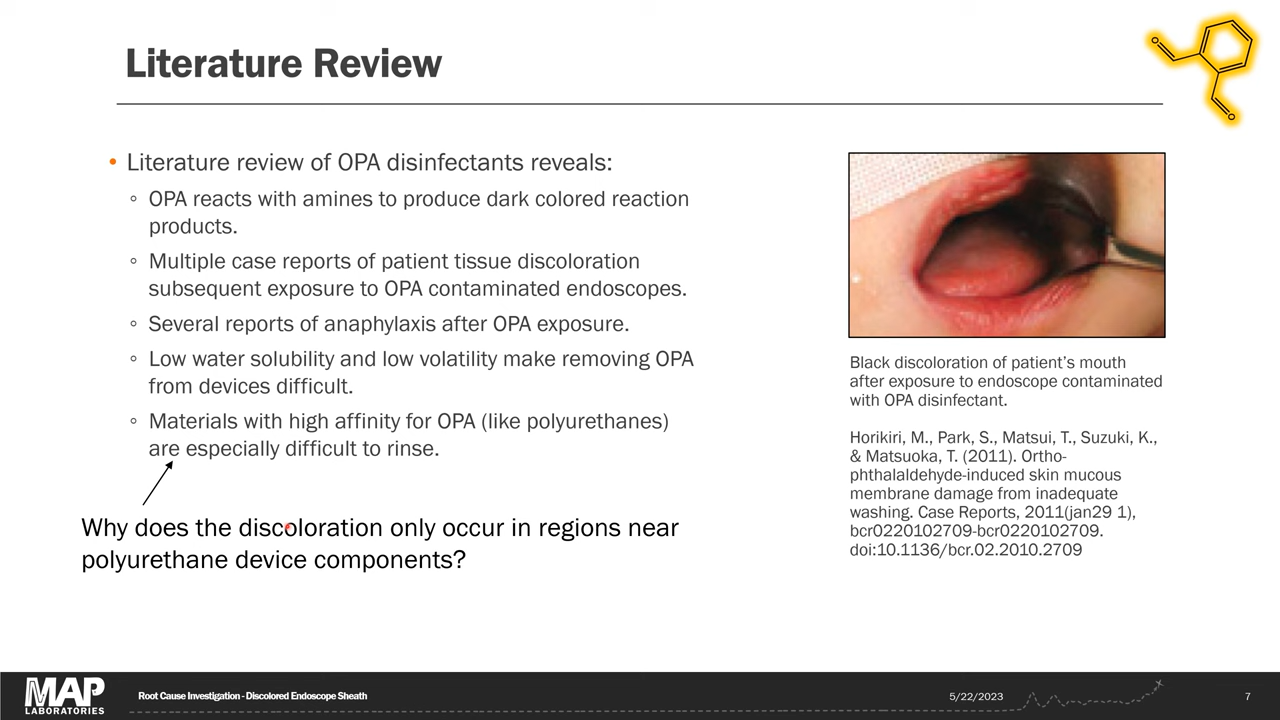 Literature Review
• Literature review of OPA disinfectants reveals:
◦ OPA reacts with amines to produce dark colored reaction
products.
◦ Multiple case reports of patient tissue discoloration
subsequent exposure to OPA contaminated endoscopes.
◦ Several reports of anaphylaxis after OPA exposure.
◦ Low water solubility and low volatility make removing OPA
from devices difficult.
◦ Materials with high affinity for OPA (like polyurethanes)
are especially difficult to rinse.
Why does the discoloration only occur in regions near
polyurethane device components?
O
O
Black discoloration of patient’s mouth
after exposure to endoscope contaminated
with OPA disinfectant.
Horikiri, M., Park, S., Matsui, T., Suzuki, K.,
& Matsuoka, T. (2011). Ortho-
phthalaldehyde-induced skin mucous
membrane damage from inadequate
washing. Case Reports, 2011(jan29 1),
bcr0220102709-bcr0220102709.
doi:10.1136/bcr.02.2010.2709
MAP
LABORATORIES
Root Cause Investigation - Discolored Endoscope Sheath
5/22/2023
7